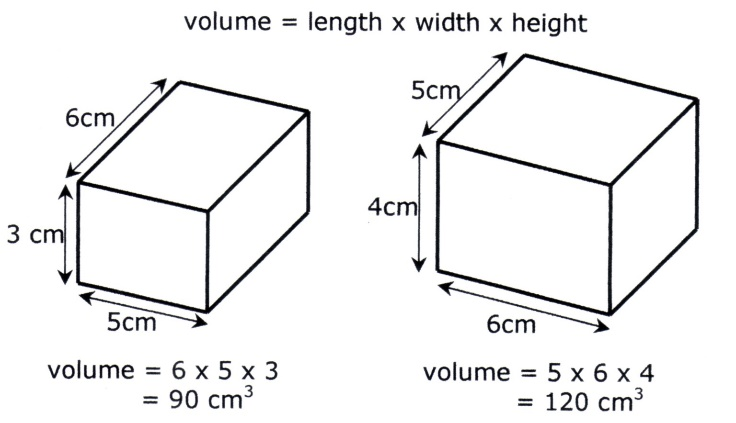 volume = length x width x height
6cm
3 cm
5cm
volume = 6 x 5 x 3
= 90 cm³
5cm
4cm
6cm
volume = 5 x 6 x 4
= 120 cm³